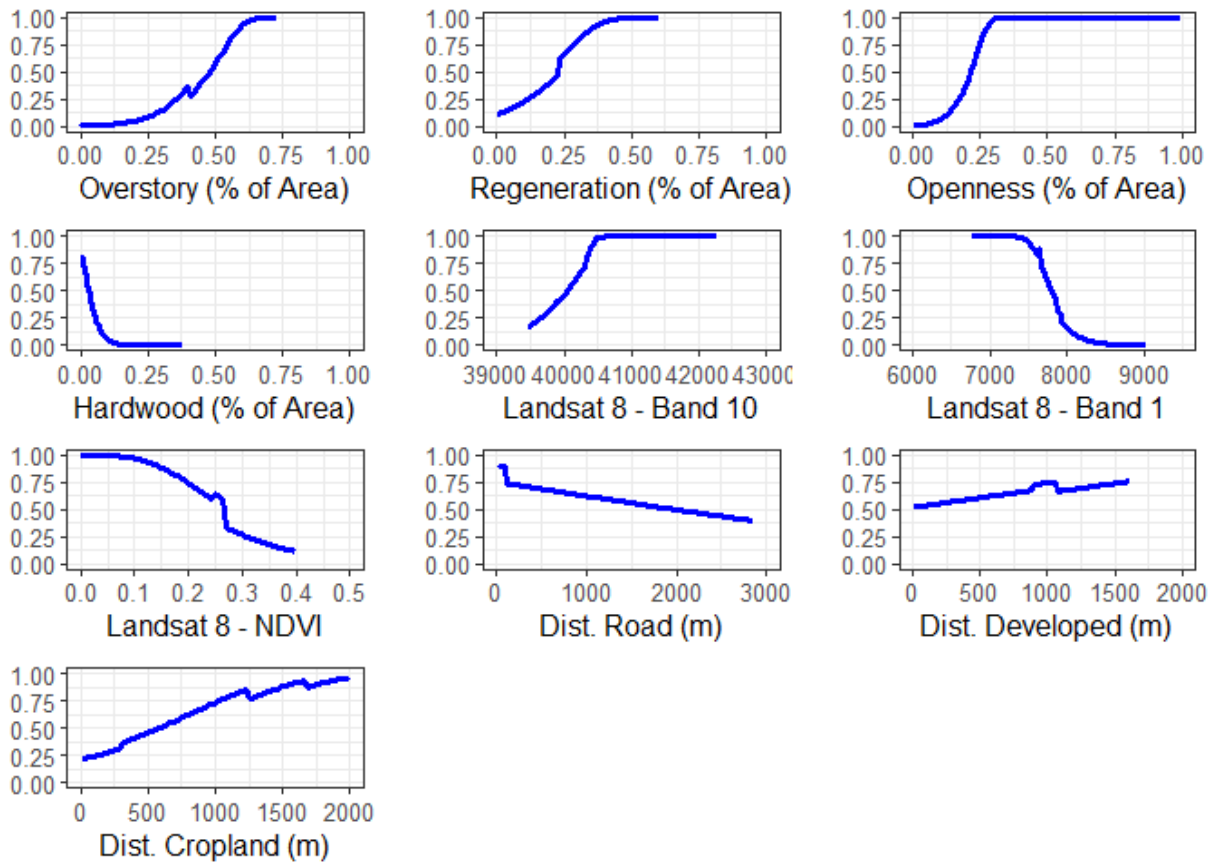 1.00
0.75
0.50
0.25
0.00
0.00 0.25 0.50 0.75 1.00
Overstory (% of Area)
1.00
0.75
0.50
0.25
0.00
0.00 0.25 0.50 0.75 1.00
Regeneration (% of Area)
1.00
0.75
0.50
0.25
0.00
0.00 0.25 0.50 0.75 1.00
Openness (% of Area)
1.00
0.75
0.50
0.25
0.00
0.00 0.25 0.50 0.75 1.00
Hardwood (% of Area)
1.00
0.75
0.50
0.25
0.00
39000 40000 41000 42000 43000
Landsat 8 - Band 10
1.00
0.75
0.50
0.25
0.00
6000 7000 8000 9000
Landsat 8 - Band 1
1.00
0.75
0.50
0.25
0.00
0.0 0.1 0.2 0.3 0.4 0.5
Landsat 8 - NDVI
1.00
0.75
0.50
0.25
0.00
0 1000 2000 3000
Dist. Road (m)
1.00
0.75
0.50
0.25
0.00
0 500 1000 1500 2000
Dist. Developed (m)
1.00
0.75
0.50
0.25
0.00
0 500 1000 1500 2000
Dist. Cropland (m)